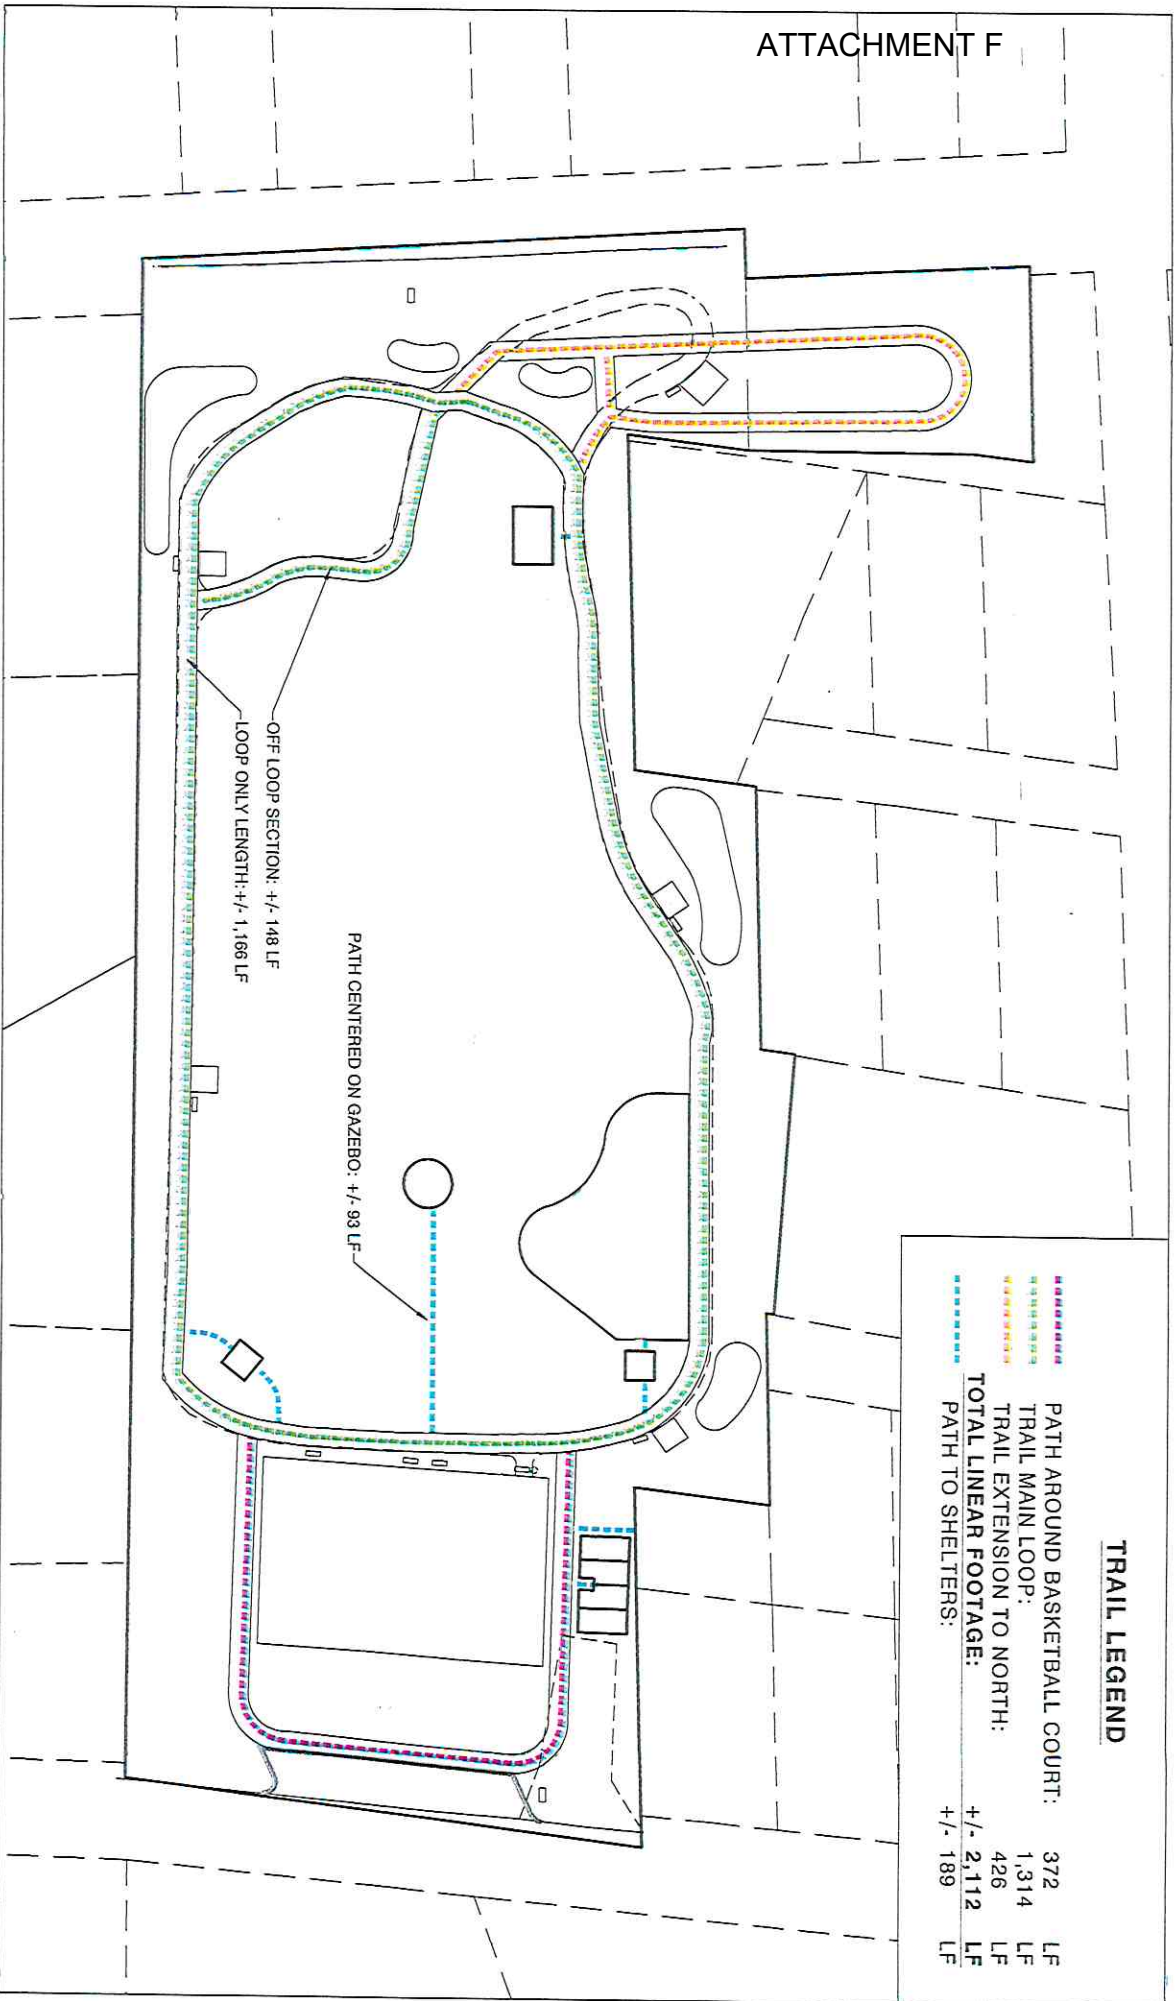 ATTACHMENT F
TRAIL LEGEND
PATH AROUND BASKETBALL COURT: 372 LF
TRAIL MAIN LOOP: 1,314 LF
TRAIL EXTENSION TO NORTH: 426 LF
TOTAL LINEAR FOOTAGE: +/- 2,112 LF
PATH TO SHELTERS: +/- 189 LF
PATH CENTERED ON GAZEBO: +/- 93 LF
OFF LOOP SECTION: +/- 148 LF
LOOP ONLY LENGTH: +/- 1,166 LF